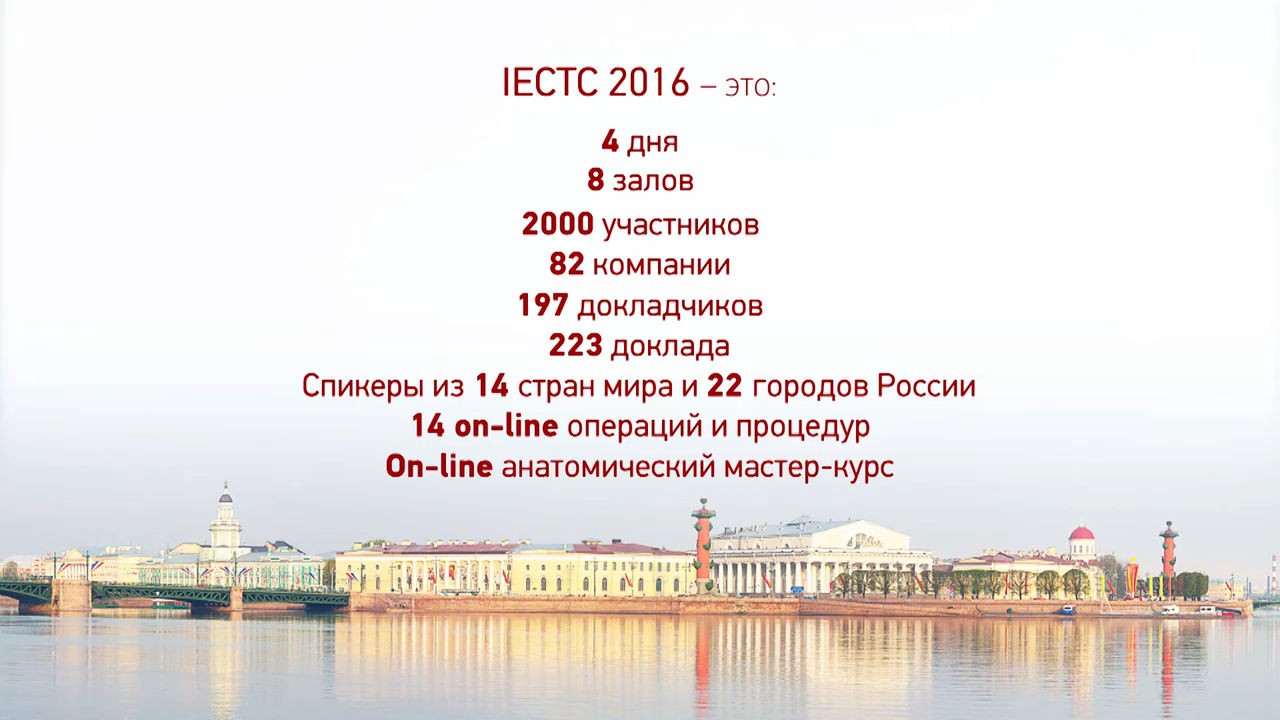 IECTC 2016 – ЭТО:
4 дня
8 залов
2000 участников
82 компании
197 докладчиков
223 доклада
Спикеры из 14 стран мира и 22 городов России
14 on-line операций и процедур
On-line анатомический мастер-курс